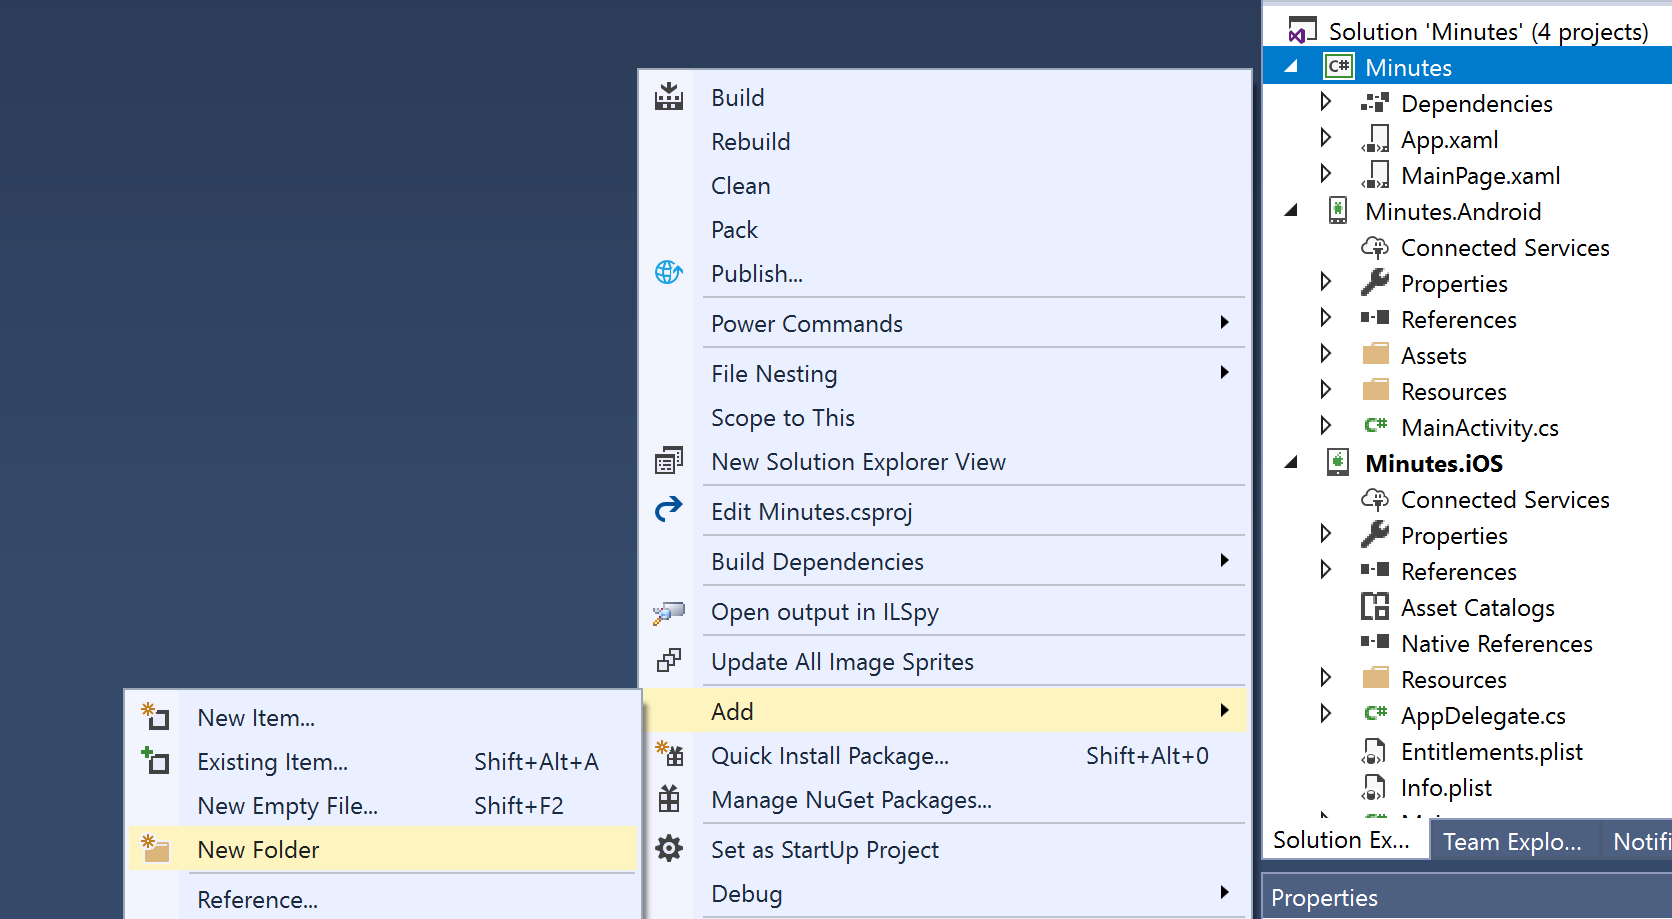 Build
Rebuild
Clean
Pack
Publish...
Power Commands
File Nesting
Scope to This
New Solution Explorer View
Edit Minutes.csproj
Build Dependencies
Open output in ILSpy
Update All Image Sprites
Add
Quick Install Package... Shift+Alt+0
Manage NuGet Packages...
Set as StartUp Project
Debug
New Item...
Existing Item... Shift+Alt+A
New Empty File... Shift+F2
New Folder
Reference...
Solution 'Minutes' (4 projects)
C# Minutes
Dependencies
App.xaml
MainPage.xaml
Minutes.Android
Connected Services
Properties
References
Assets
Resources
C# MainActivity.cs
Minutes.iOS
Connected Services
Properties
References
Asset Catalogs
Native References
Resources
C# AppDelegate.cs
Entitlements.plist
Info.plist
Solution Ex... Team Explo... Notifi
Properties